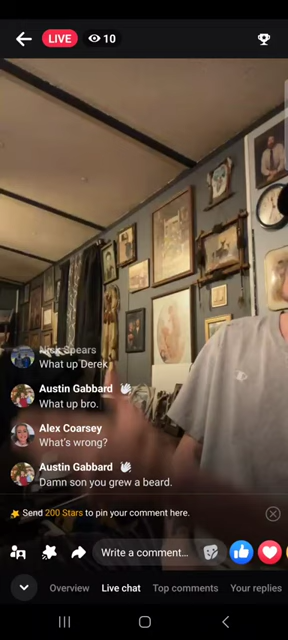 LIVE
10
Nick Spears
What up Derek
Austin Gabbard
What up bro.
Alex Coarsey
What's wrong?
Austin Gabbard
Damn son you grew a beard.
Send 200 Stars to pin your comment here.
Write a comment...
Overview
Live chat
Top comments
Your replies